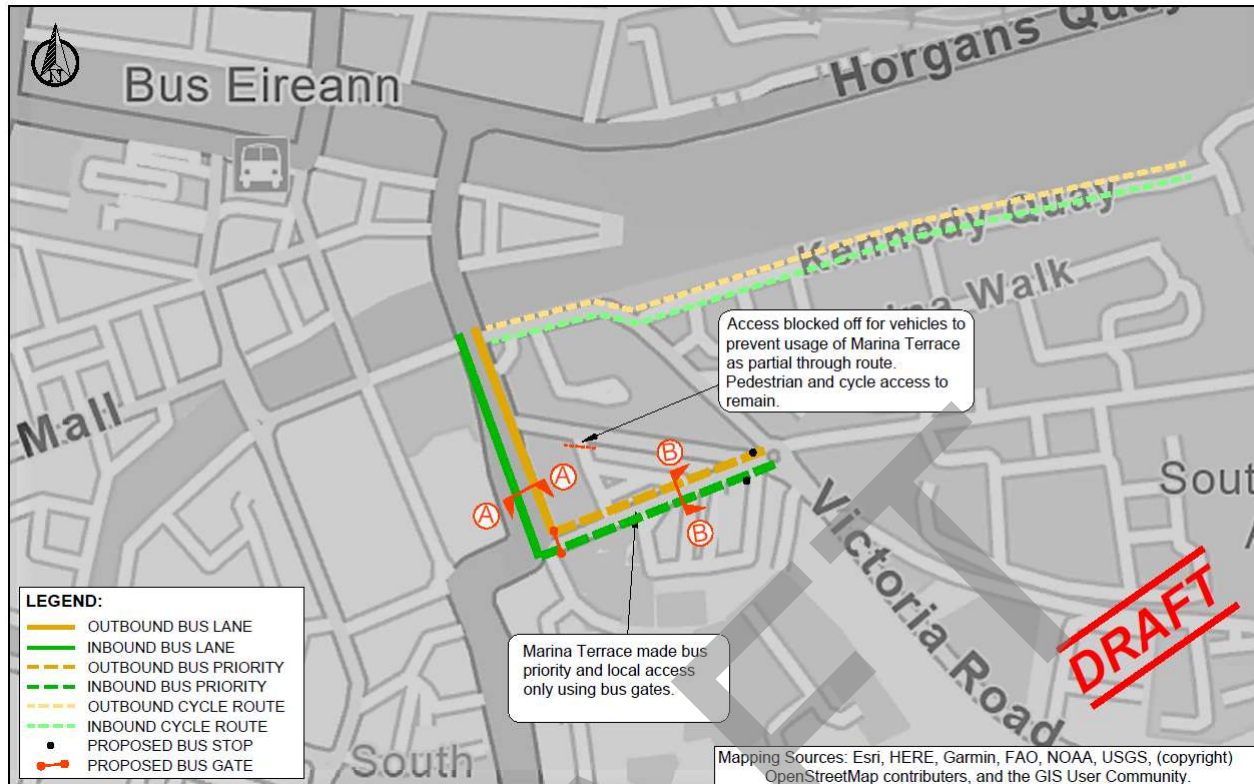 N
Bus Eireann
Horgans Quay
Kennedy Quay
ina Walk
Access blocked off for vehicles to
prevent usage of Marina Terrace
as partial through route.
Pedestrian and cycle access to
remain.
Mall
A
A
B
B
Sout
A
Victoria Road
DRAFT
Marina Terrace made bus
priority and local access
only using bus gates.
South
LEGEND:
OUTBOUND BUS LANE
INBOUND BUS LANE
OUTBOUND BUS PRIORITY
INBOUND BUS PRIORITY
OUTBOUND CYCLE ROUTE
INBOUND CYCLE ROUTE
PROPOSED BUS STOP
PROPOSED BUS GATE
Mapping Sources: Esri, HERE, Garmin, FAO, NOAA, USGS, (copyright)
OpenStreetMap contributers, and the GIS User Community